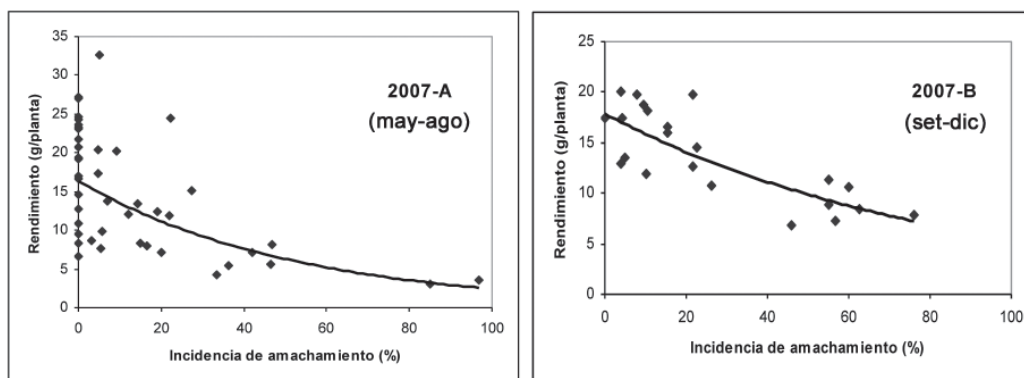 35
30
25
20
15
10
5
0
Rendimiento (g/planta)
2007-A
(may-ago)
0 20 40 60 80 100
Incidencia de amachamiento (%)
25
20
15
10
5
0
Rendimiento (g/planta)
2007-B
(set-dic)
0 20 40 60 80 100
Incidencia de amachamiento (%)